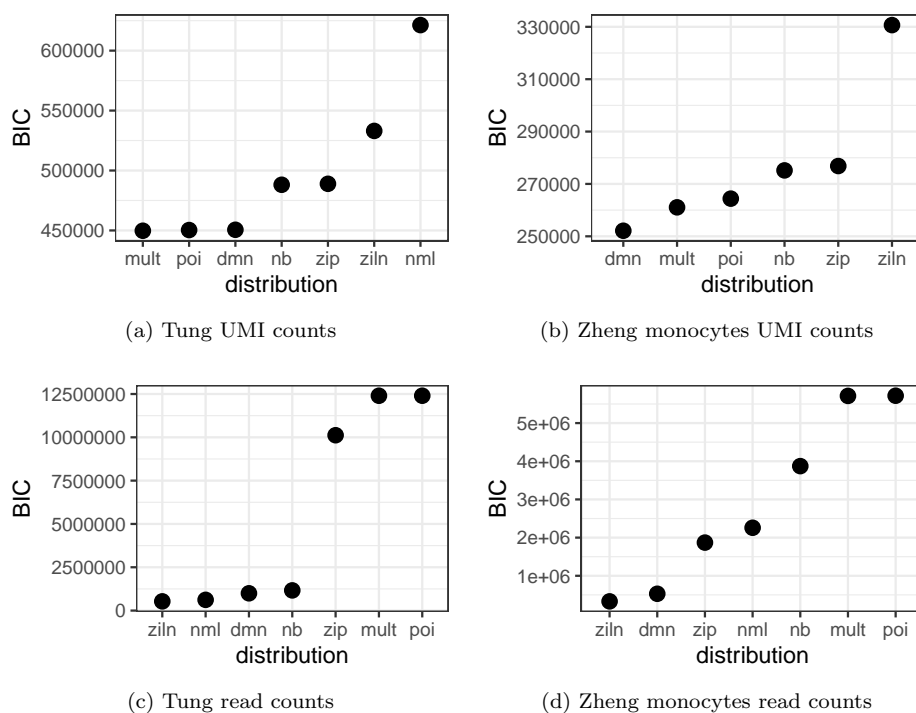 BIC
600000
550000
500000
450000
mult poi dmn nb zip ziln nml
distribution
(a) Tung UMI counts
BIC
330000
310000
290000
270000
250000
dmn mult poi nb zip ziln
distribution
(b) Zheng monocytes UMI counts
BIC
12500000
10000000
7500000
5000000
2500000
0
ziln nml dmn nb zip mult poi
distribution
(c) Tung read counts
BIC
5e+06
4e+06
3e+06
2e+06
1e+06
ziln dmn zip nml nb mult poi
distribution
(d) Zheng monocytes read counts